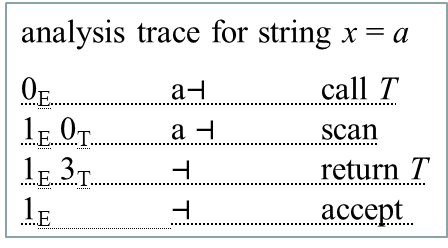 analysis trace for string x = a
0E a⊣ call T
1E 0T a ⊣ scan
1E 3T ⊣ return T
1E ⊣ accept